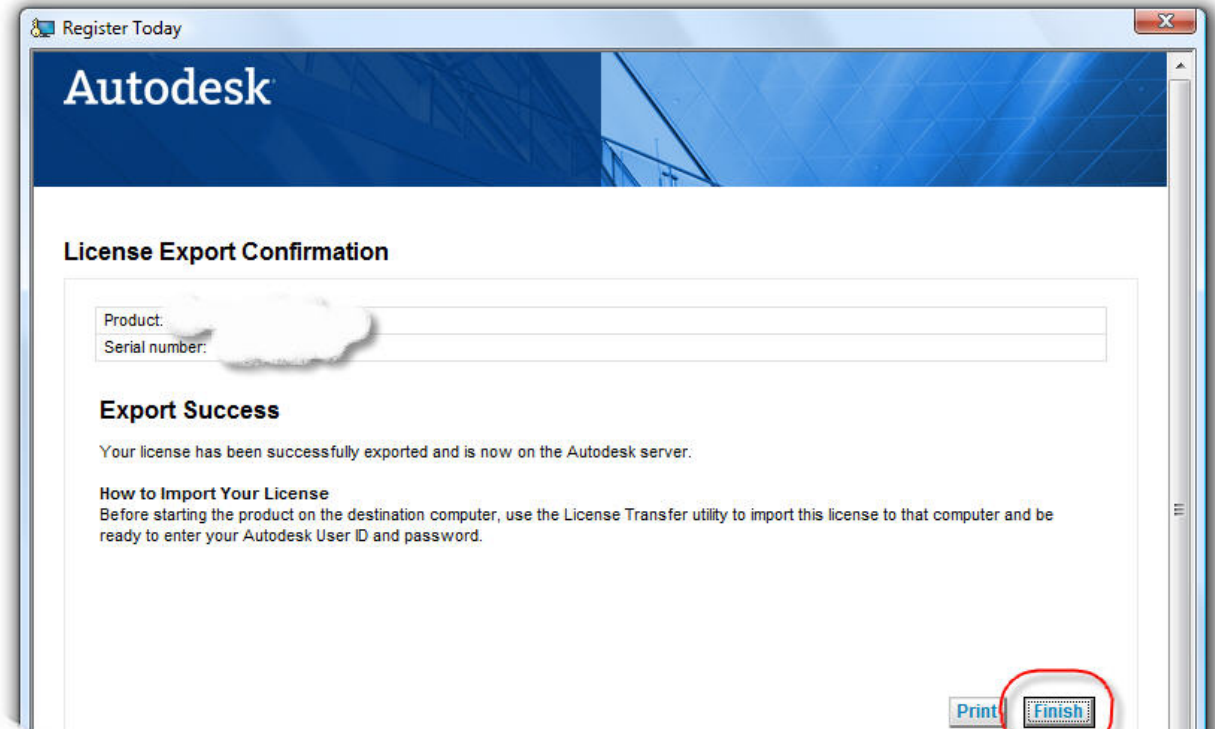 Register Today
Autodesk
License Export Confirmation
Product:
Serial number:
Export Success
Your license has been successfully exported and is now on the Autodesk server.
How to Import Your License
Before starting the product on the destination computer, use the License Transfer utility to import this license to that computer and be
ready to enter your Autodesk User ID and password.
Print Finish